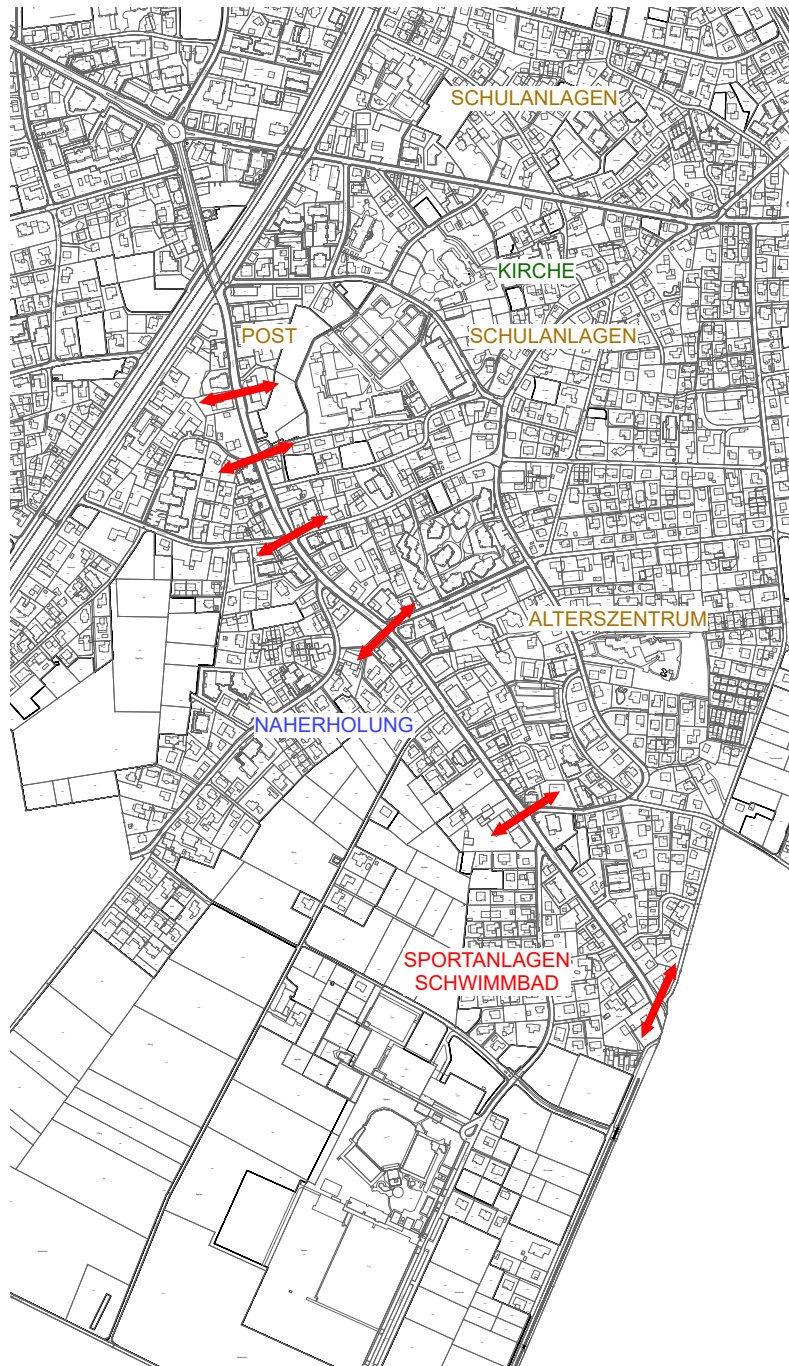 SCHULANLAGEN
KIRCHE
POST
SCHULANLAGEN
ALTERSZENTRUM
NAHERHOLUNG
SPORTANLAGEN
SCHWIMMBAD